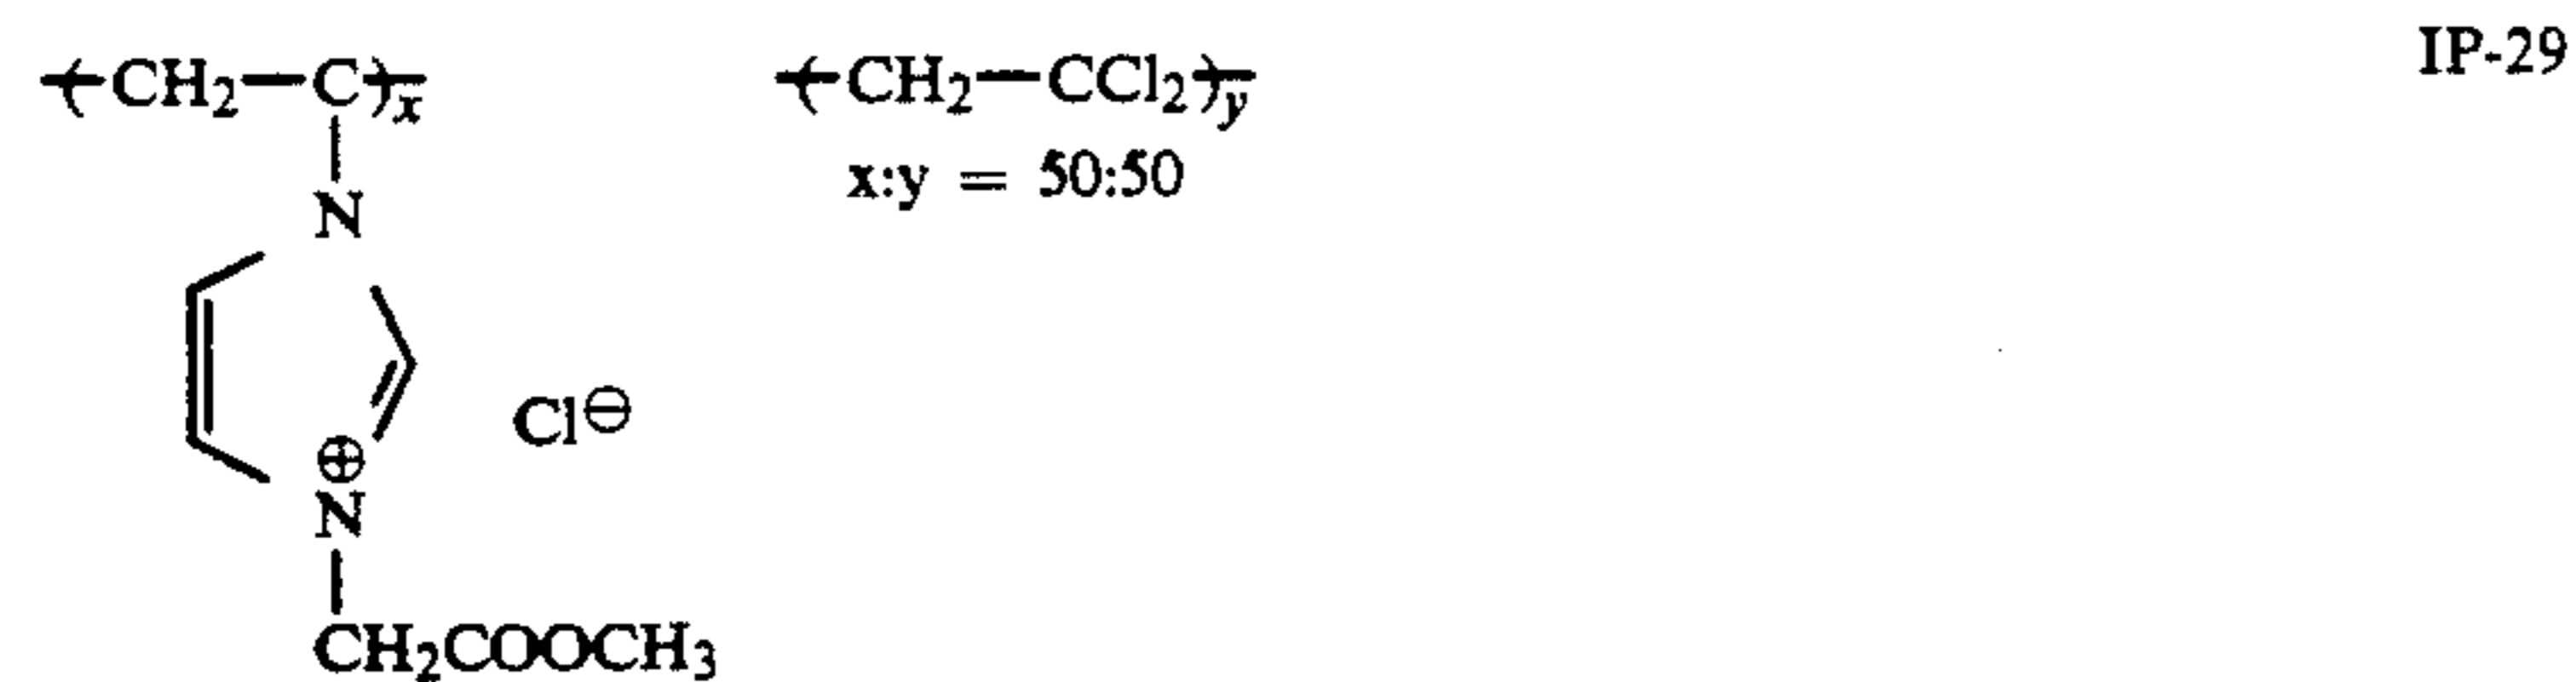 (CH2—C)x (CH2—CCl2)y IP-29
x:y = 50:50
N
Cl⊖
⊕
N
CH2COOCH3